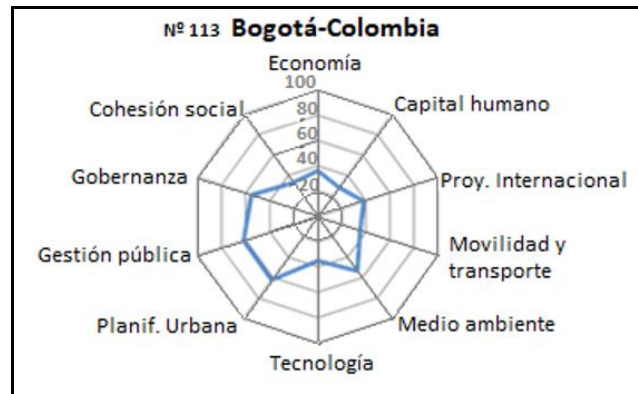 Nº 113 Bogotá-Colombia
Economía
100
80
60
40
20
Capital humano
Proy. Internacional
Movilidad y
transporte
Medio ambiente
Tecnología
Planif. Urbana
Gestión pública
Gobernanza
Cohesión social